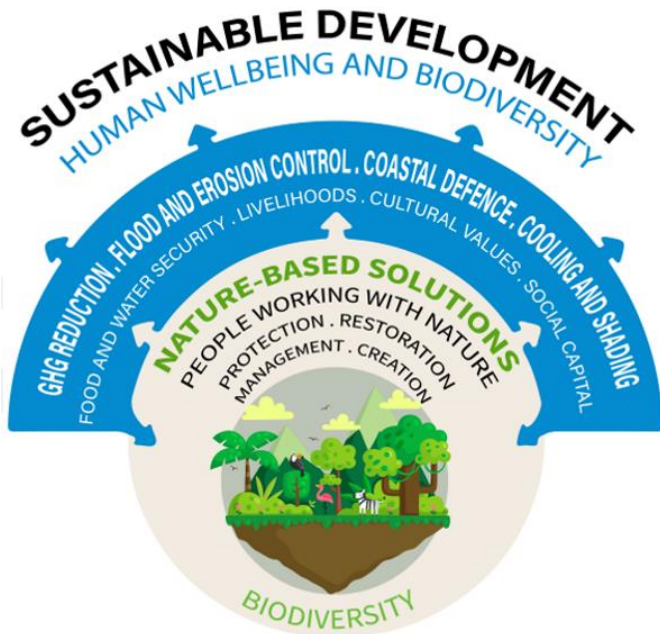 SUSTAINABLE DEVELOPMENT
HUMAN WELLBEING AND BIODIVERSITY
GHG REDUCTION . FLOOD AND EROSION CONTROL . COASTAL DEFENCE . COOLING AND SHADING
FOOD AND WATER SECURITY . LIVELIHOODS . CULTURAL VALUES . SOCIAL CAPITAL
NATURE-BASED SOLUTIONS
PEOPLE WORKING WITH NATURE
PROTECTION . RESTORATION
MANAGEMENT . CREATION
BIODIVERSITY